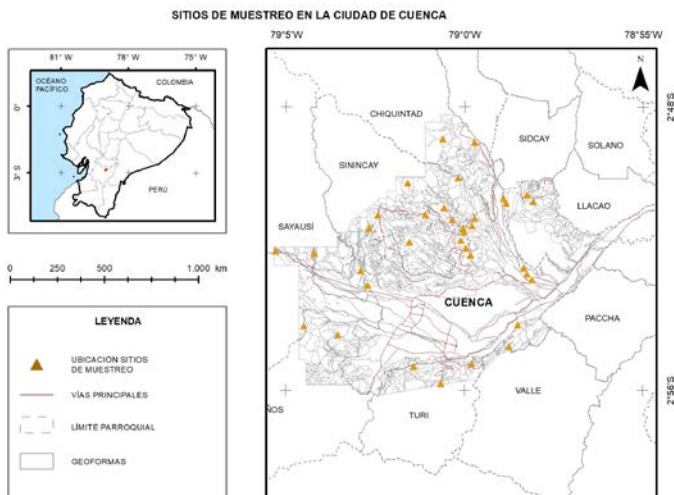 SITIOS DE MUESTREO EN LA CIUDAD DE CUENCA
81° W
78° W
75° W
OCÉANO
PACÍFICO
COLOMBIA
0°
3° S
PERÚ
0
250
500
1.000
km
LEYENDA
UBICACIÓN SITIOS
DE MUESTREO
VÍAS PRINCIPALES
LÍMITE PARROQUIAL
GEOFORMAS
79°5'W
79°0'W
78°55'W
N
2°48'S
2°56'S
CHIQUINTAD
SIDCAY
SOLANO
SININCAY
LLACAO
SAYAUSÍ
CUENCA
PACCHA
VALLE
TURI
ÑOS